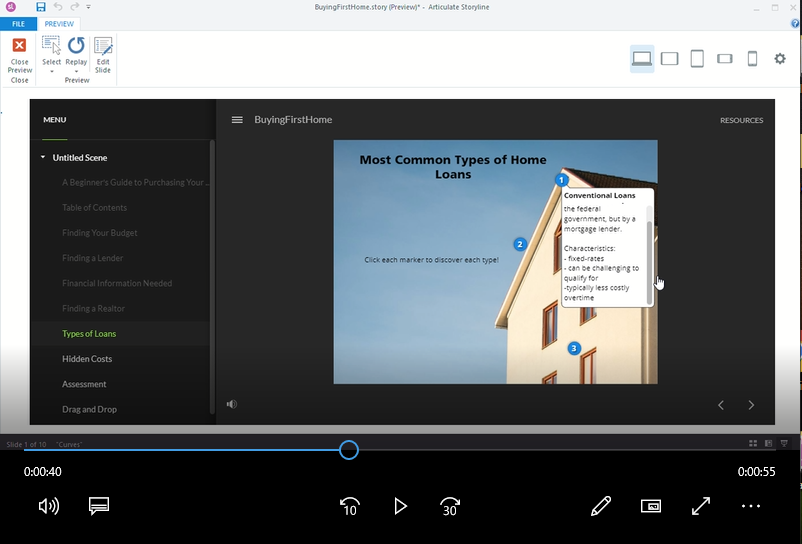 BuyingFirstHome.story (Preview)* - Articulate Storyline
FILE
PREVIEW
Close Preview
Select
Replay
Edit Slide
Close
Preview
MENU
BuyingFirstHome
RESOURCES
Untitled Scene
A Beginner's Guide to Purchasing Your ...
Table of Contents
Finding Your Budget
Finding a Lender
Financial Information Needed
Finding a Realtor
Types of Loans
Hidden Costs
Assessment
Drag and Drop
Most Common Types of Home
Loans
Click each marker to discover each type!
1
2
3
Conventional Loans
the federal
government, but by a
mortgage lender.
Characteristics:
- fixed-rates
- can be challenging to
qualify for
-typically less costly
overtime
Slide 1 of 10
"Curves"
0:00:40
0:00:55
10
30